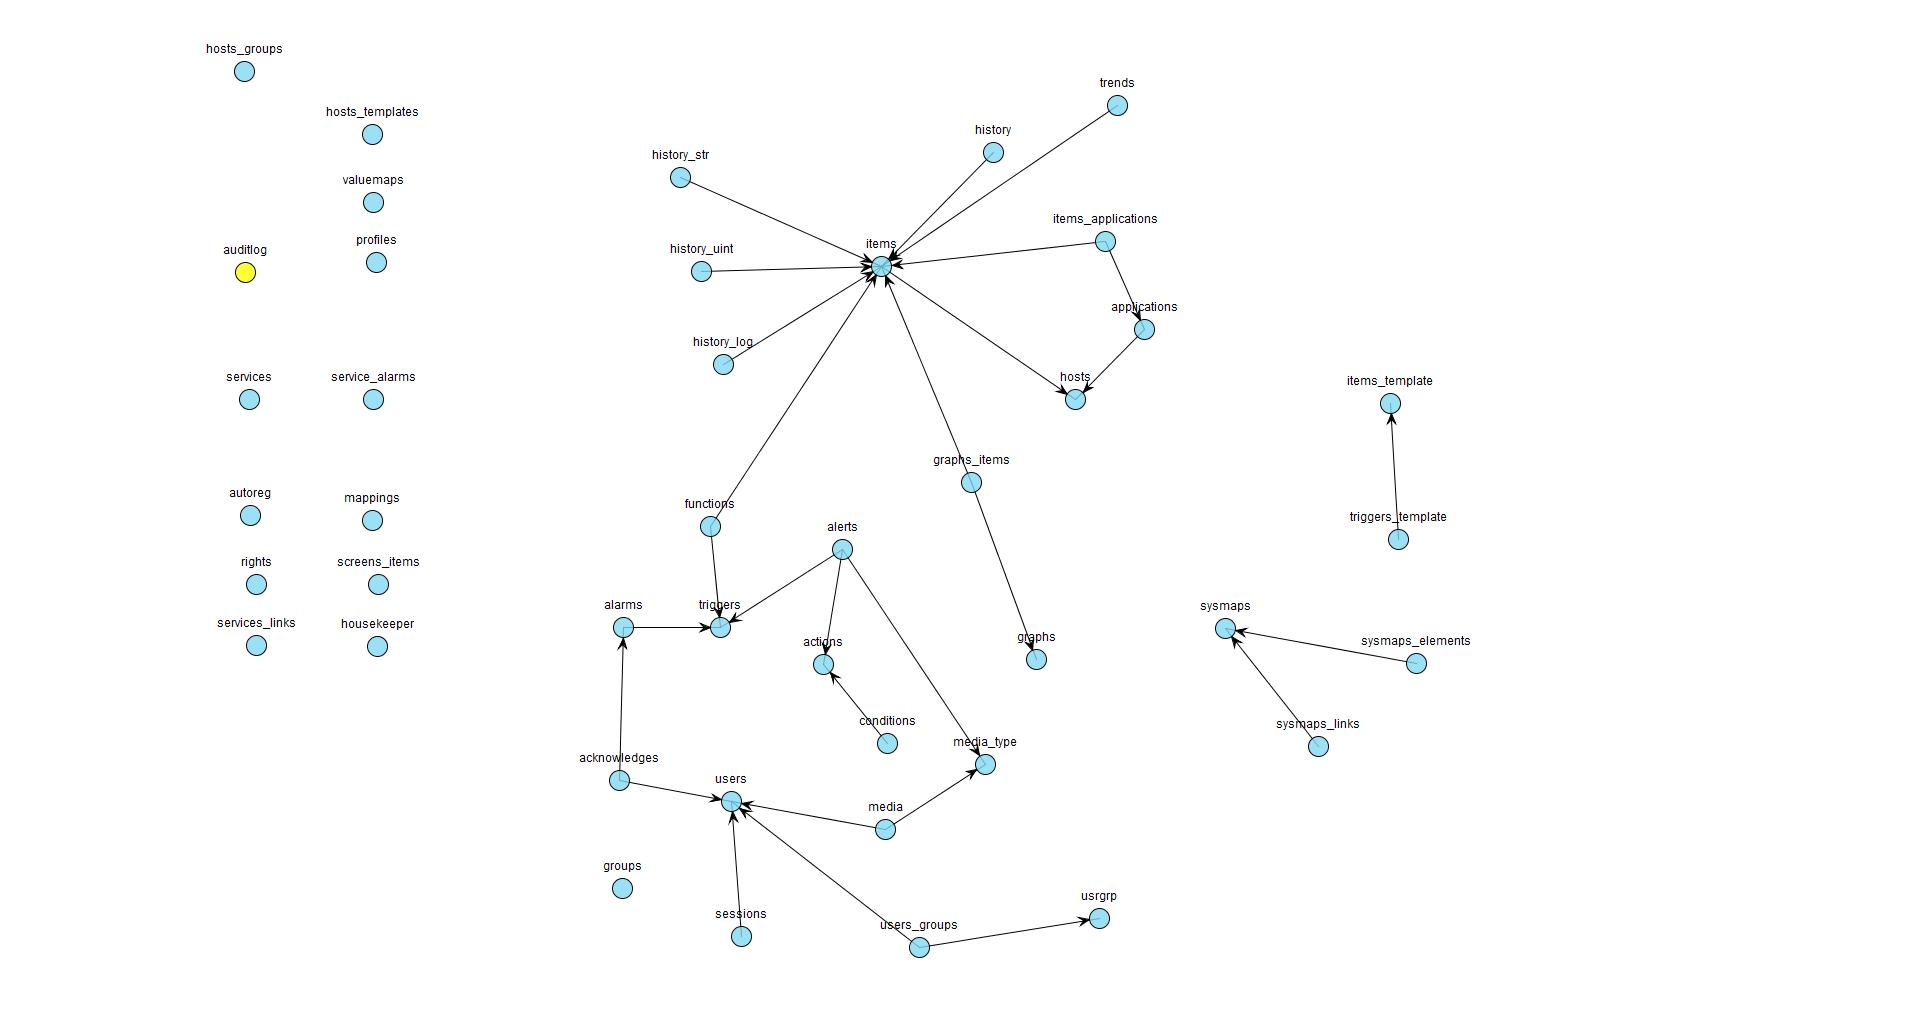 hosts_groups
hosts_templates
valuemaps
auditlog
profiles
services
service_alarms
autoreg
mappings
rights
screens_items
services_links
housekeeper
trends
history
history_str
items_applications
items
history_uint
applications
history_log
hosts
graphs_items
functions
alerts
alarms
triggers
actions
graphs
conditions
media_type
acknowledges
users
media
groups
sessions
users_groups
usrgrp
items_template
triggers_template
sysmaps
sysmaps_elements
sysmaps_links